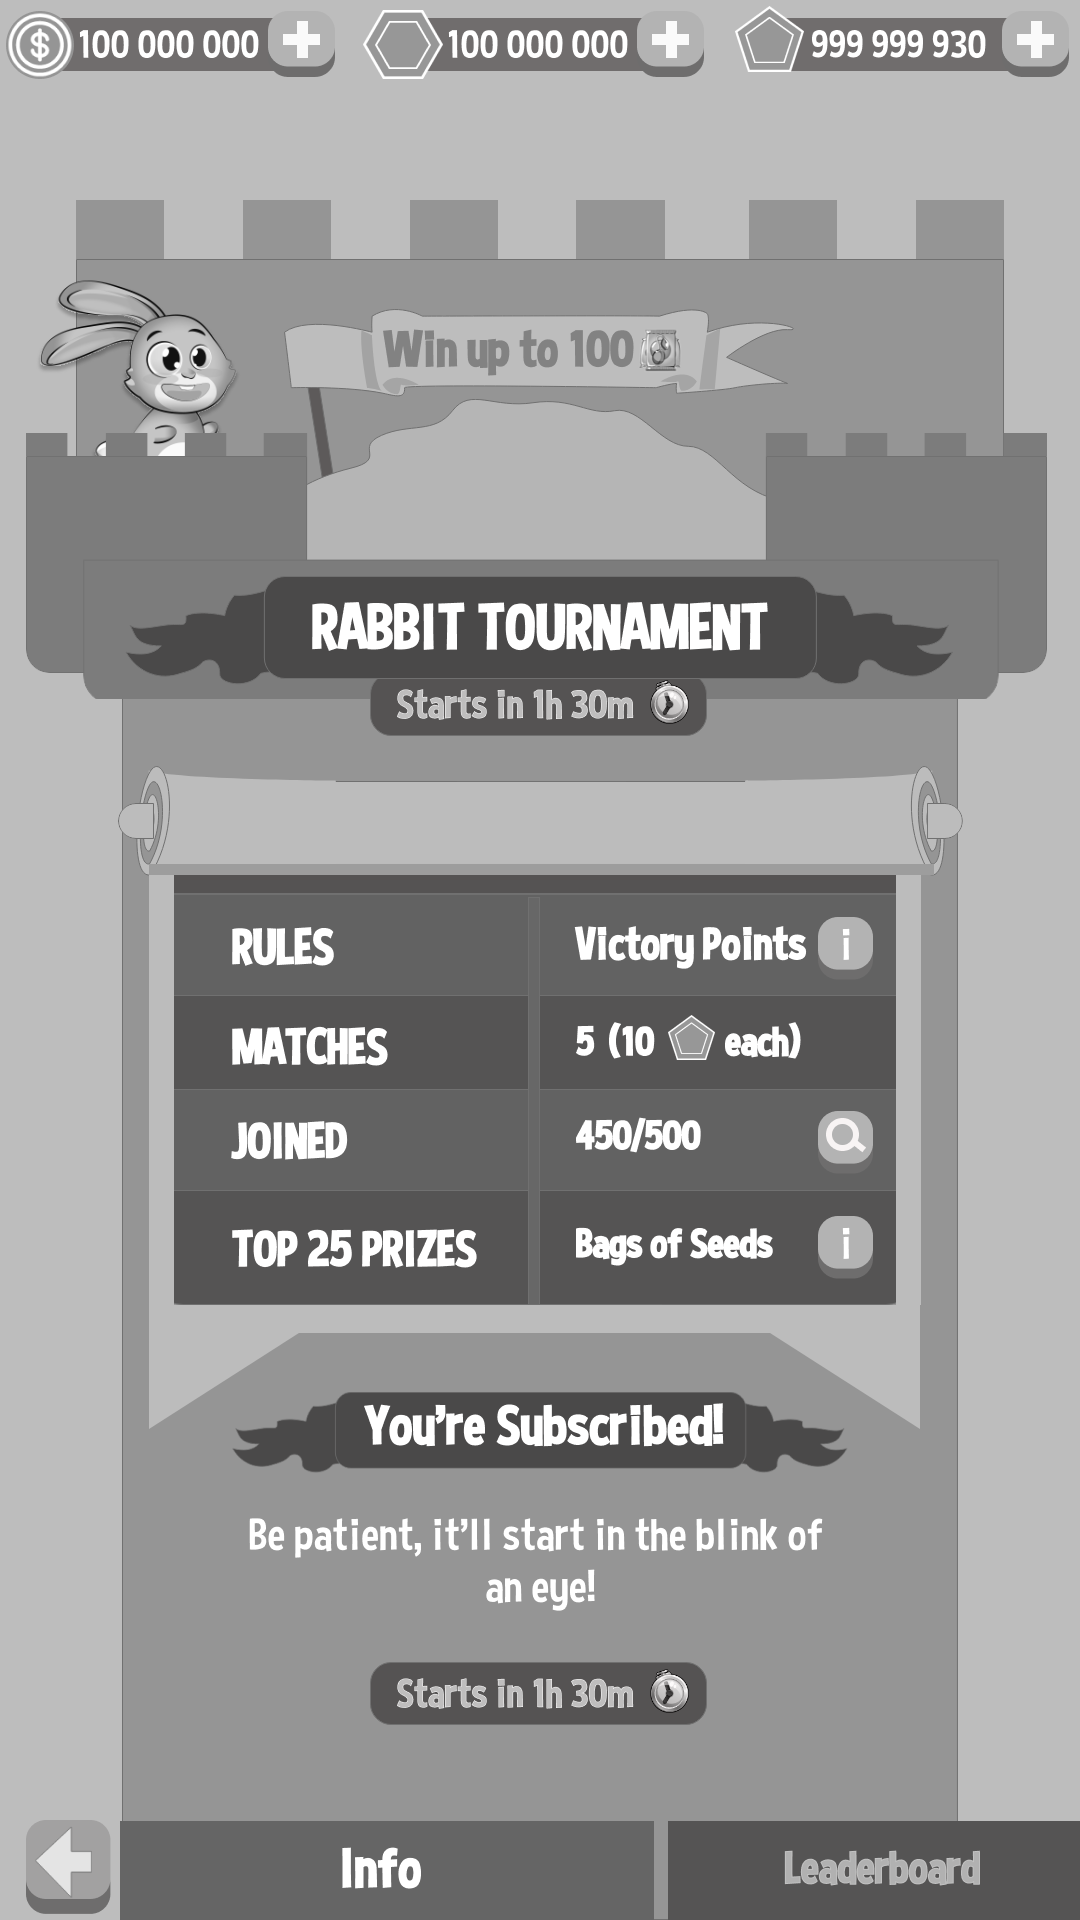 100 000 000 100 000 000 999 999 930
Win up to 100
RABBIT TOURNAMENT
Starts in 1h 30m
RULES Victory Points i
MATCHES 5 (10 each)
JOINED 450/500
TOP 25 PRIZES Bags of Seeds i
You're Subscribed!
Be patient, it'll start in the blink of
an eye!
Starts in 1h 30m
Info Leaderboard